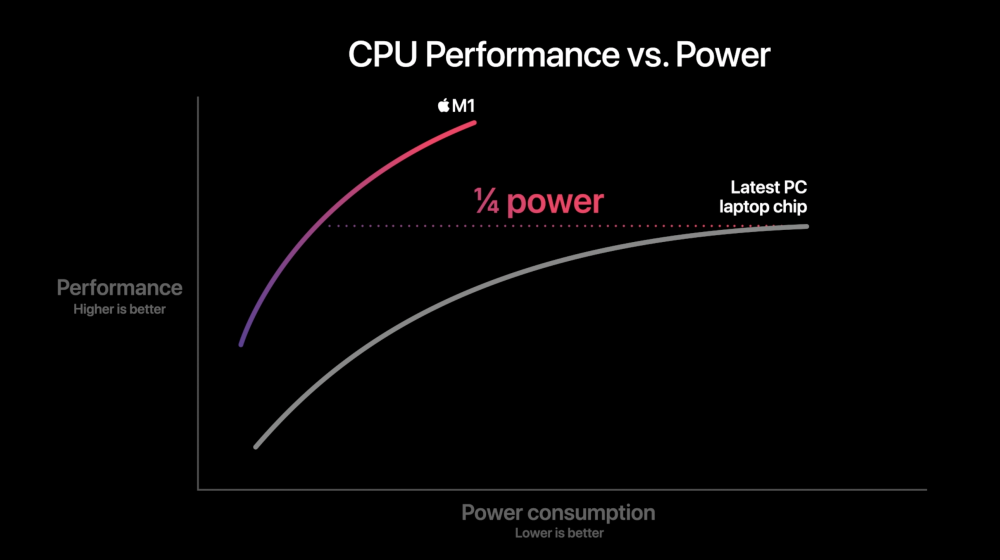 CPU Performance vs. Power
M1
Latest PC
laptop chip
¼ power
Performance
Higher is better
Power consumption
Lower is better